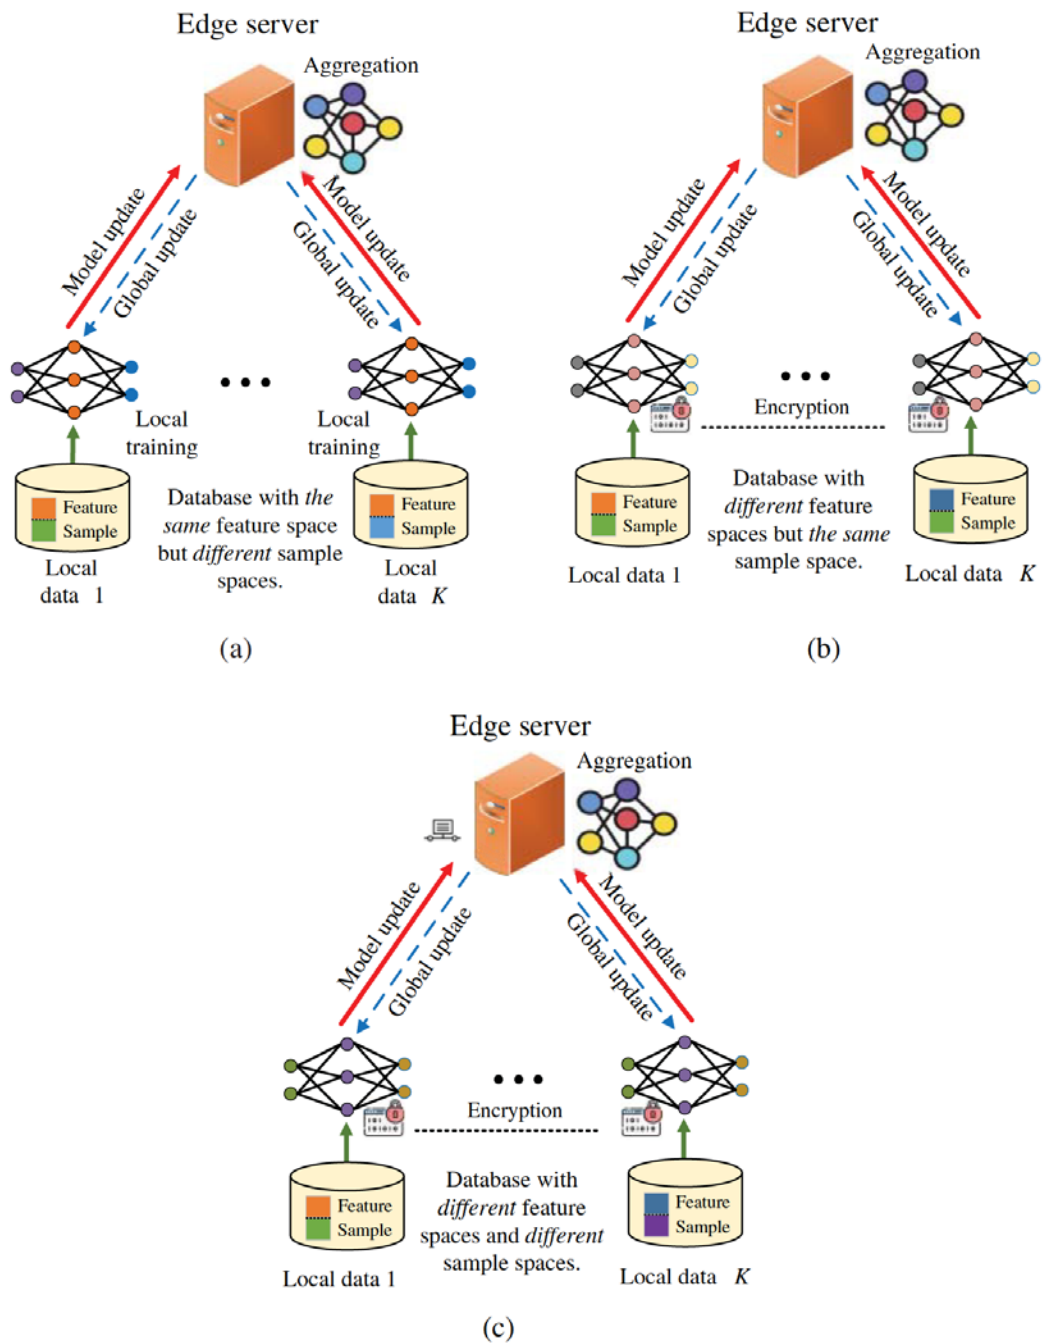 Edge server
Aggregation
Model update
Global update
Model update
Global update
Local
training
Local
training
Feature
Sample
Database with the
same feature space
but different sample
spaces.
Feature
Sample
Local
data 1
Local
data K
(a)
Edge server
Aggregation
Model update
Global update
Model update
Global update
Encryption
Feature
Sample
Database with
different feature
spaces but the same
sample space.
Feature
Sample
Local data 1
Local data K
(b)
Edge server
Aggregation
Model update
Global update
Model update
Global update
Encryption
Feature
Sample
Database with
different feature
spaces and different
sample spaces.
Feature
Sample
Local data 1
Local data K
(c)